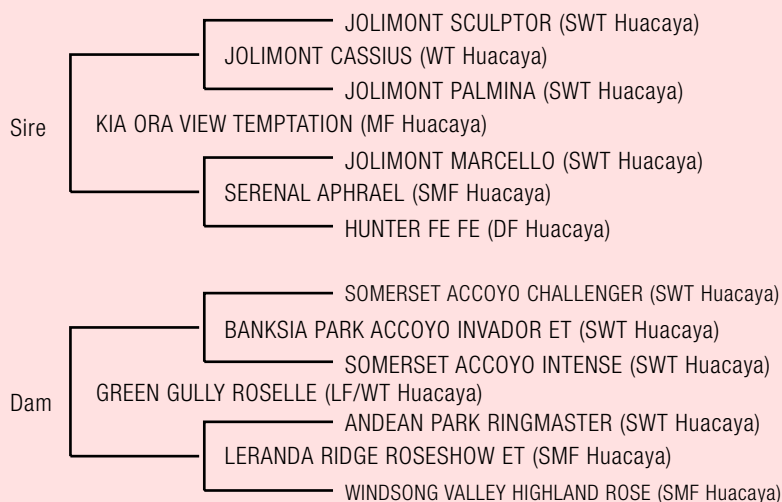 JOLIMONT SCULPTOR (SWT Huacaya)
JOLIMONT CASSIUS (WT Huacaya)
JOLIMONT PALMINA (SWT Huacaya)
Sire
KIA ORA VIEW TEMPTATION (MF Huacaya)
JOLIMONT MARCELLO (SWT Huacaya)
SERENAL APHRAEL (SMF Huacaya)
HUNTER FE FE (DF Huacaya)
SOMERSET ACCOYO CHALLENGER (SWT Huacaya)
BANKSIA PARK ACCOYO INVADOR ET (SWT Huacaya)
SOMERSET ACCOYO INTENSE (SWT Huacaya)
Dam
GREEN GULLY ROSELLE (LF/WT Huacaya)
ANDEAN PARK RINGMASTER (SWT Huacaya)
LERANDA RIDGE ROSESHOW ET (SMF Huacaya)
WINDSONG VALLEY HIGHLAND ROSE (SMF Huacaya)